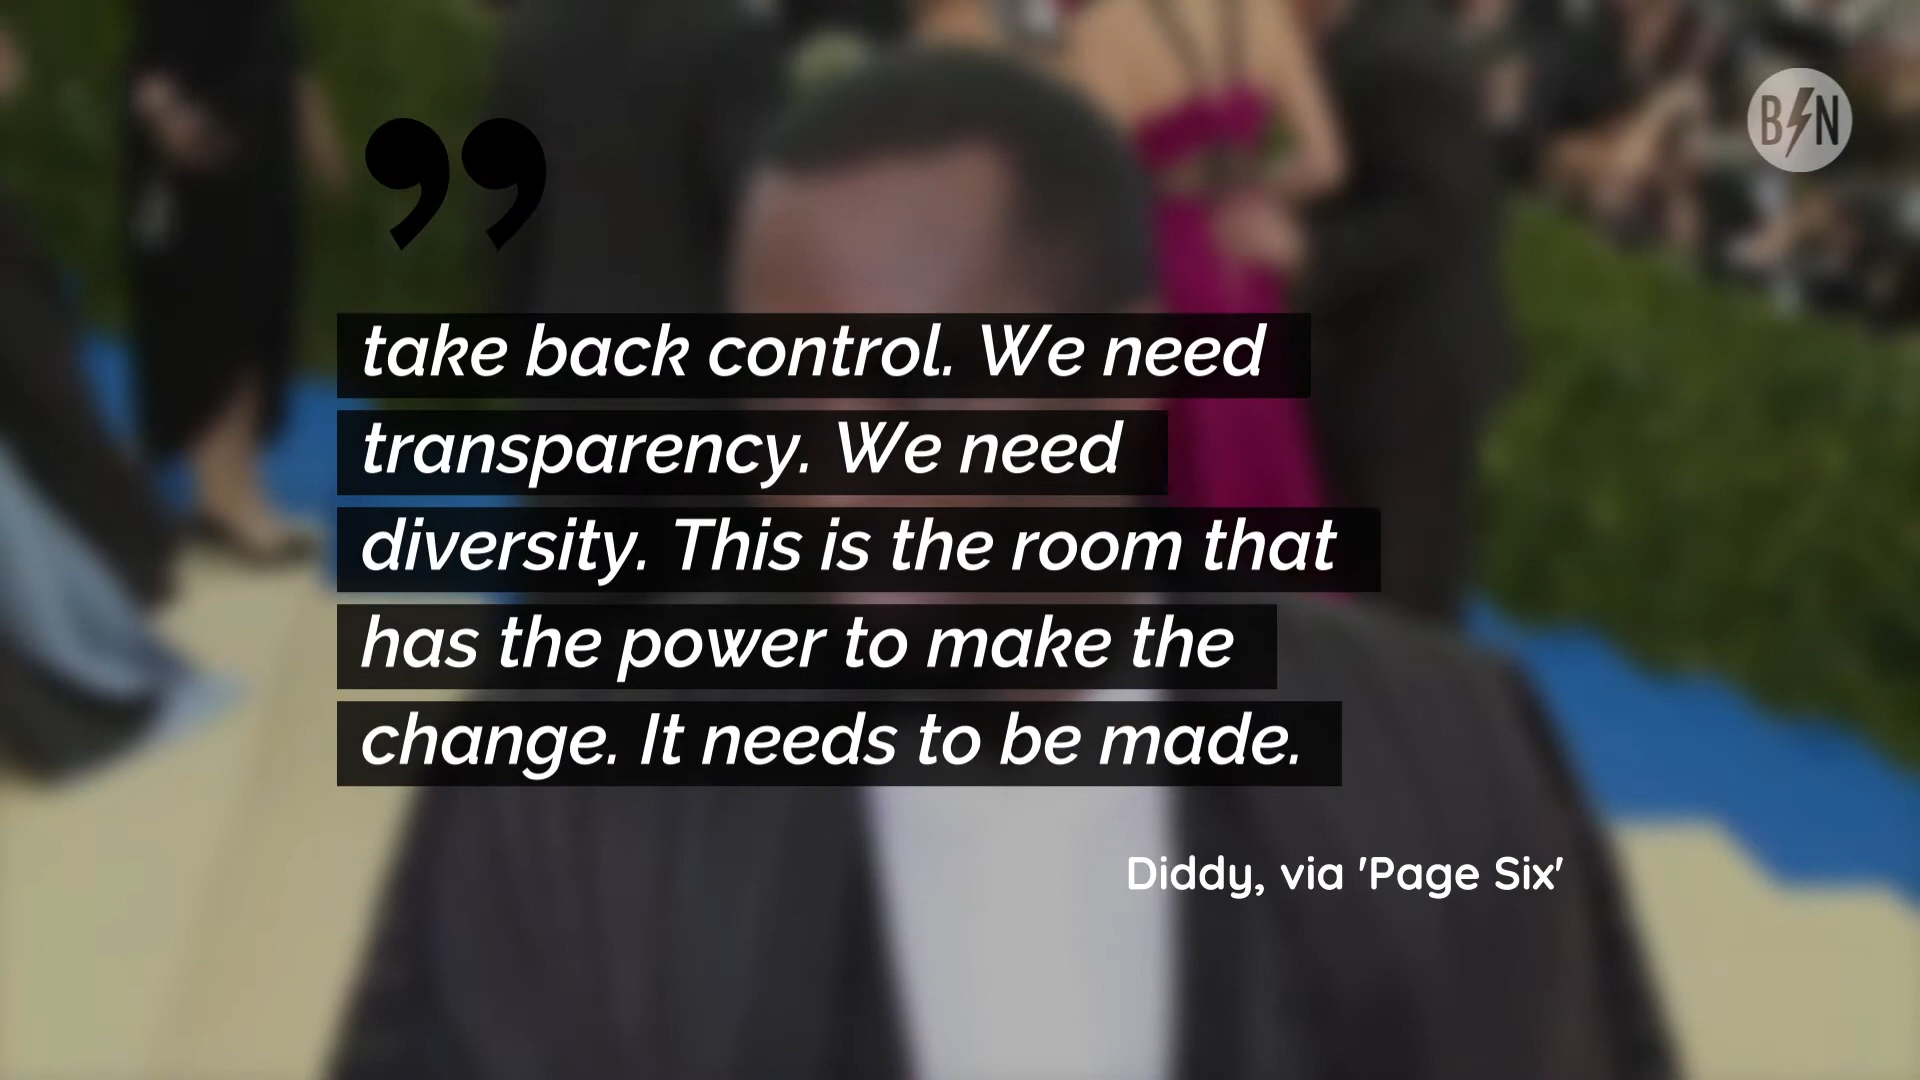 B N
”
take back control. We need
transparency. We need
diversity. This is the room that
has the power to make the
change. It needs to be made.
Diddy, via 'Page Six'